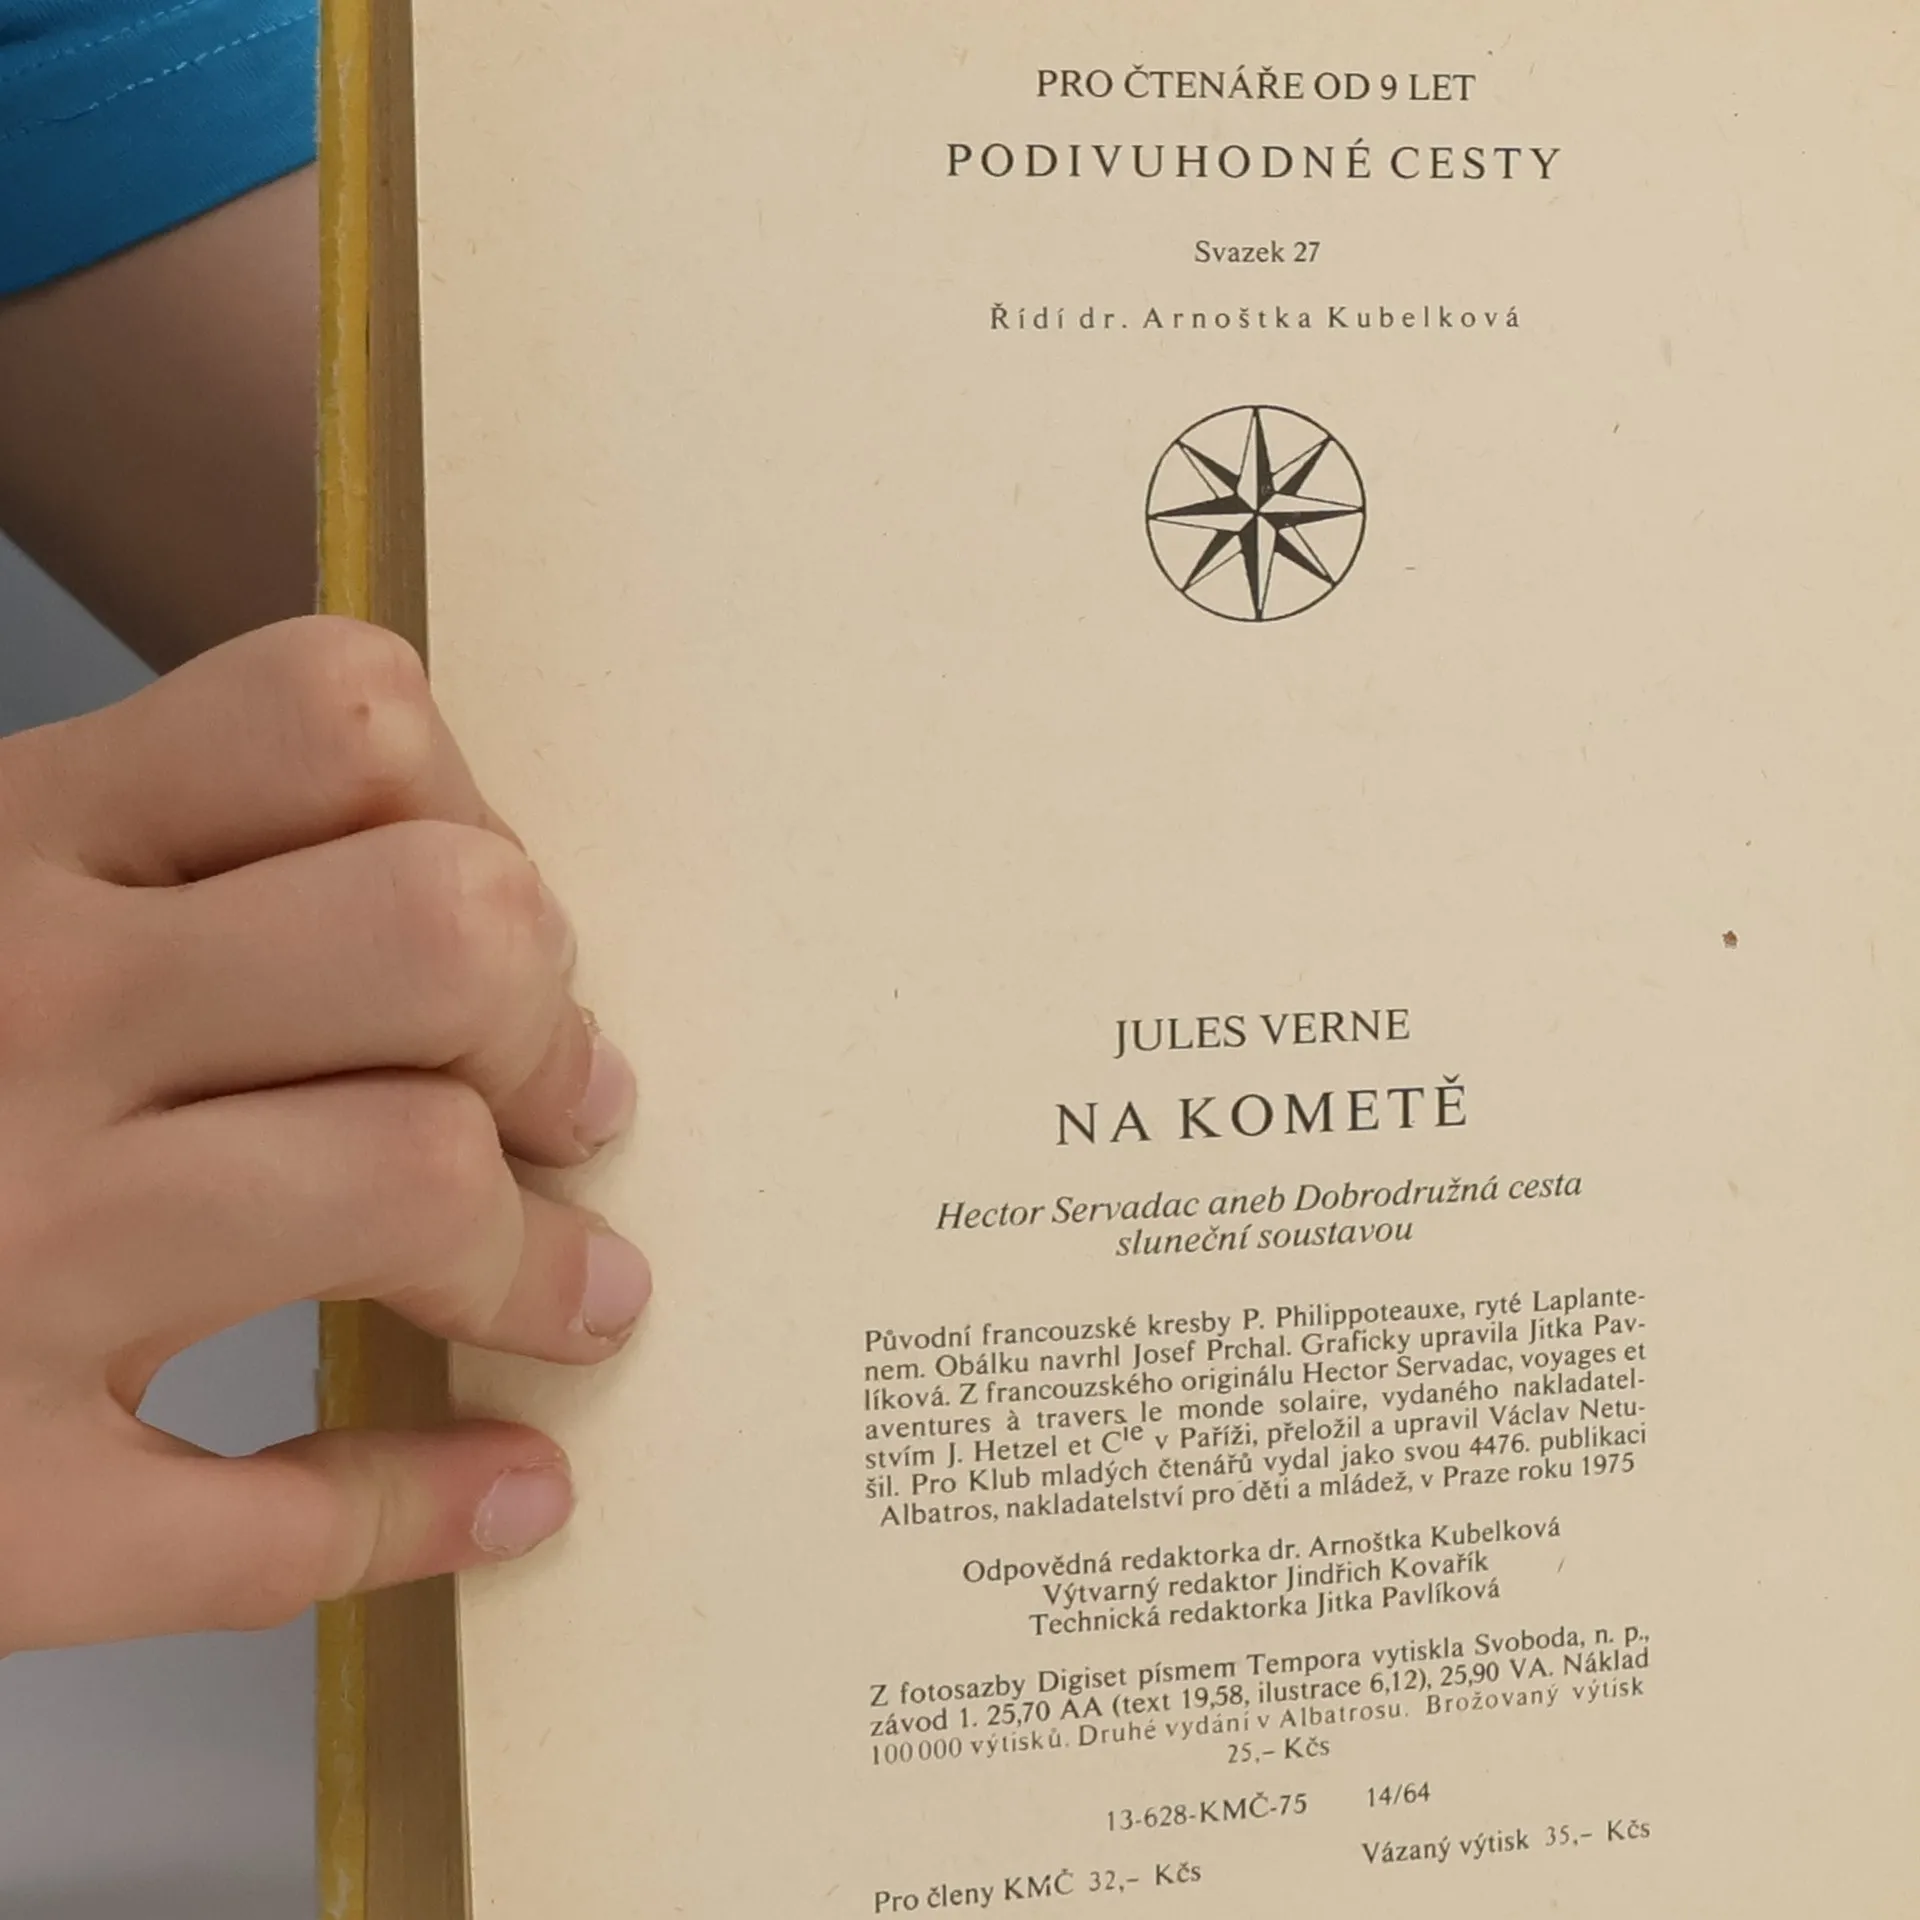 PRO ČTENÁŘE OD 9 LET
PODIVUHODNÉ CESTY
Svazek 27
Řídí dr. Arnoštka Kubelková
JULES VERNE
NA KOMETĚ
Hector Servadac aneb Dobrodružná cesta
sluneční soustavou
Původní francouzské kresby P. Philippoteauxe, ryté Laplante-
nem. Obálku navrhl Josef Prchal. Graficky upravila Jitka Pav-
líková. Z francouzského originálu Hector Servadac, voyages et
aventures à travers le monde solaire, vydaného nakladatel-
stvím J. Hetzel et Cie v Paříži, přeložil a upravil Václav Netu-
šil. Pro Klub mladých čtenářů vydal jako svou 4476. publikaci
Albatros, nakladatelství pro děti a mládež, v Praze roku 1975
Odpovědná redaktorka dr. Arnoštka Kubelková
Výtvarný redaktor Jindřich Kovařík
Technická redaktorka Jitka Pavlíková
Z fotosazby Digiset písmem Tempora vytiskla Svoboda, n. p.,
závod 1. 25,70 AA (text 19,58, ilustrace 6,12), 25,90 VA. Náklad
100 000 výtisků. Druhé vydání v Albatrosu. Brožovaný výtisk
25,– Kčs
13-628-KMČ-75 14/64
Pro členy KMČ 32,– Kčs Vázaný výtisk 35,– Kčs